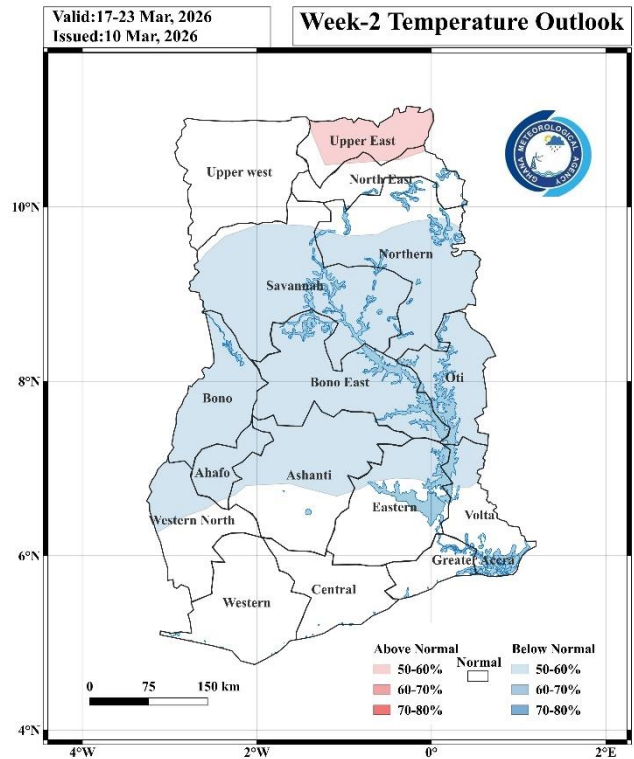 Valid:17-23 Mar, 2026
Issued:10 Mar, 2026
Week-2 Temperature Outlook
GHANA METEOROLOGICAL AGENCY
Upper East
Upper west
North East
10°N
Northern
Savannah
8°N
Bono East
Oti
Bono
Ahafo
Ashanti
Western North
Eastern
Volta
6°N
Greater Accra
Central
Western
Above Normal
Normal
Below Normal
50-60%
50-60%
60-70%
60-70%
70-80%
70-80%
0 75 150 km
4°N
4°W 2°W 0° 2°E